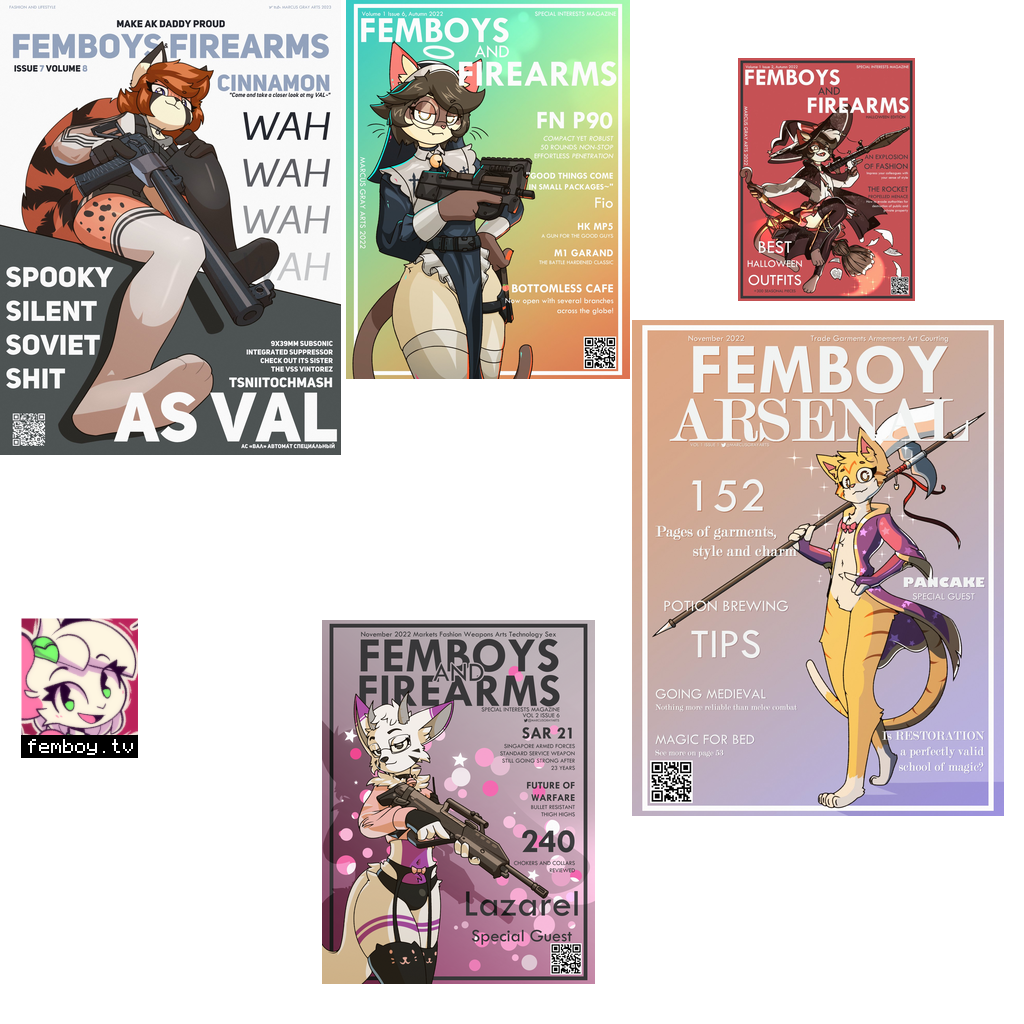 FASHION AND LIFESTYLE
MARCUS GRAY ARTS 2023
MAKE AK DADDY PROUD
FEMBOYS & FIREARMS
ISSUE 7 VOLUME 8
CINNAMON
"Come and take a closer look at my VAL~"
WAH
WAH
WAH
WAH
SPOOKY
SILENT
SOVIET
SHIT
9X39MM SUBSONIC
INTEGRATED SUPPRESSOR
CHECK OUT ITS SISTER
THE VSS VINTOREZ
TSNIITOCHMASH
AS VAL
АС «ВАЛ» АВТОМАТ СПЕЦИАЛЬНЫЙ
Volume 1 Issue 6, Autumn 2022
SPECIAL INTERESTS MAGAZINE
FEMBOYS
AND
FIREARMS
FN P90
COMPACT YET ROBUST
50 ROUNDS NON-STOP
EFFORTLESS PENETRATION
"GOOD THINGS COME
IN SMALL PACKAGES~"
Fio
HK MP5
A GUN FOR THE GOOD GUYS
M1 GARAND
THE BATTLE HARDENED CLASSIC
BOTTOMLESS CAFE
Now open with several branches
across the globe!
MARCUS GRAY ARTS 2022
SPECIAL INTERESTS MAGAZINE
FEMBOYS
AND
FIREARMS
HALLOWEEN EDITION
MARCUS GRAY ARTS 2022
AN EXPLOSION
OF FASHION
THE ROCKET
BEST
HALLOWEEN
OUTFITS
November 2022
Trade Garments Armements Art Courting
FEMBOY
ARSENAL
152
Pages of garments,
style and charm
PANCAKE
SPECIAL GUEST
POTION BREWING
TIPS
GOING MEDIEVAL
Nothing more reliable than melee combat
MAGIC FOR BED
See more on page 53
Is RESTORATION
a perfectly valid
school of magic?
femboy.tv
November 2022 Markets Fashion Weapons Arts Technology Sex
FEMBOYS
AND
FIREARMS
SPECIAL INTERESTS MAGAZINE
VOL 2 ISSUE 6
SAR 21
SINGAPORE ARMED FORCES
STANDARD SERVICE WEAPON
STILL GOING STRONG AFTER
23 YEARS
FUTURE OF
WARFARE
BULLET RESISTANT
THIGH HIGHS
240
CHOKERS AND COLLARS
REVIEWED
Lazarel
Special Guest